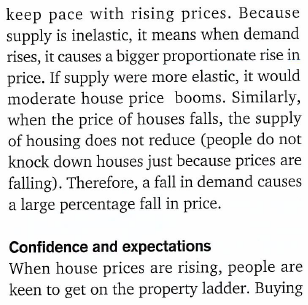 keep pace with rising prices. Because
supply is inelastic, it means when demand
rises, it causes a bigger proportionate rise in
price. If supply were more elastic, it would
moderate house price booms. Similarly,
when the price of houses falls, the supply
of housing does not reduce (people do not
knock down houses just because prices are
falling). Therefore, a fall in demand causes
a large percentage fall in price.
Confidence and expectations
When house prices are rising, people are
keen to get on the property ladder. Buying